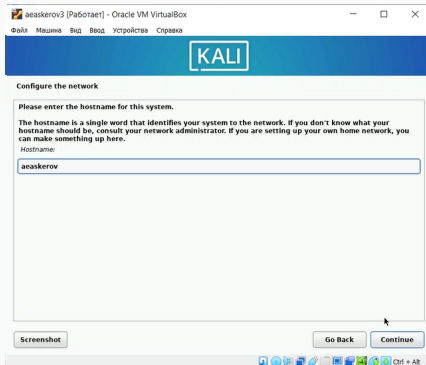 aeaskerov3 [Работает] - Oracle VM VirtualBox
Файл Машина Вид Ввод Устройства Справка
KALI
Configure the network
Please enter the hostname for this system.
The hostname is a single word that identifies your system to the network. If you don't know what your
hostname should be, consult your network administrator. If you are setting up your own home network, you
can make something up here.
Hostname:
aeaskerov
Screenshot
Go Back
Continue
Ctrl + Alt